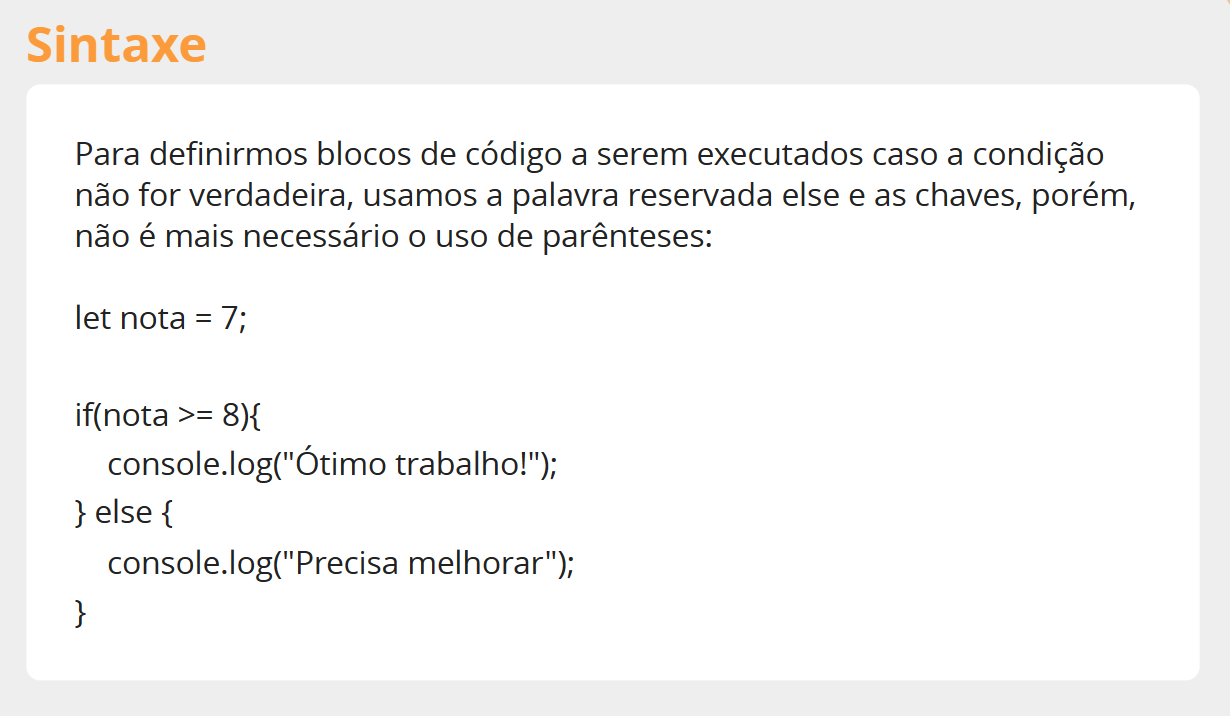 Sintaxe
Para definirmos blocos de código a serem executados caso a condição
não for verdadeira, usamos a palavra reservada else e as chaves, porém,
não é mais necessário o uso de parênteses:
let nota = 7;
if(nota >= 8){
    console.log("Ótimo trabalho!");
} else {
    console.log("Precisa melhorar");
}